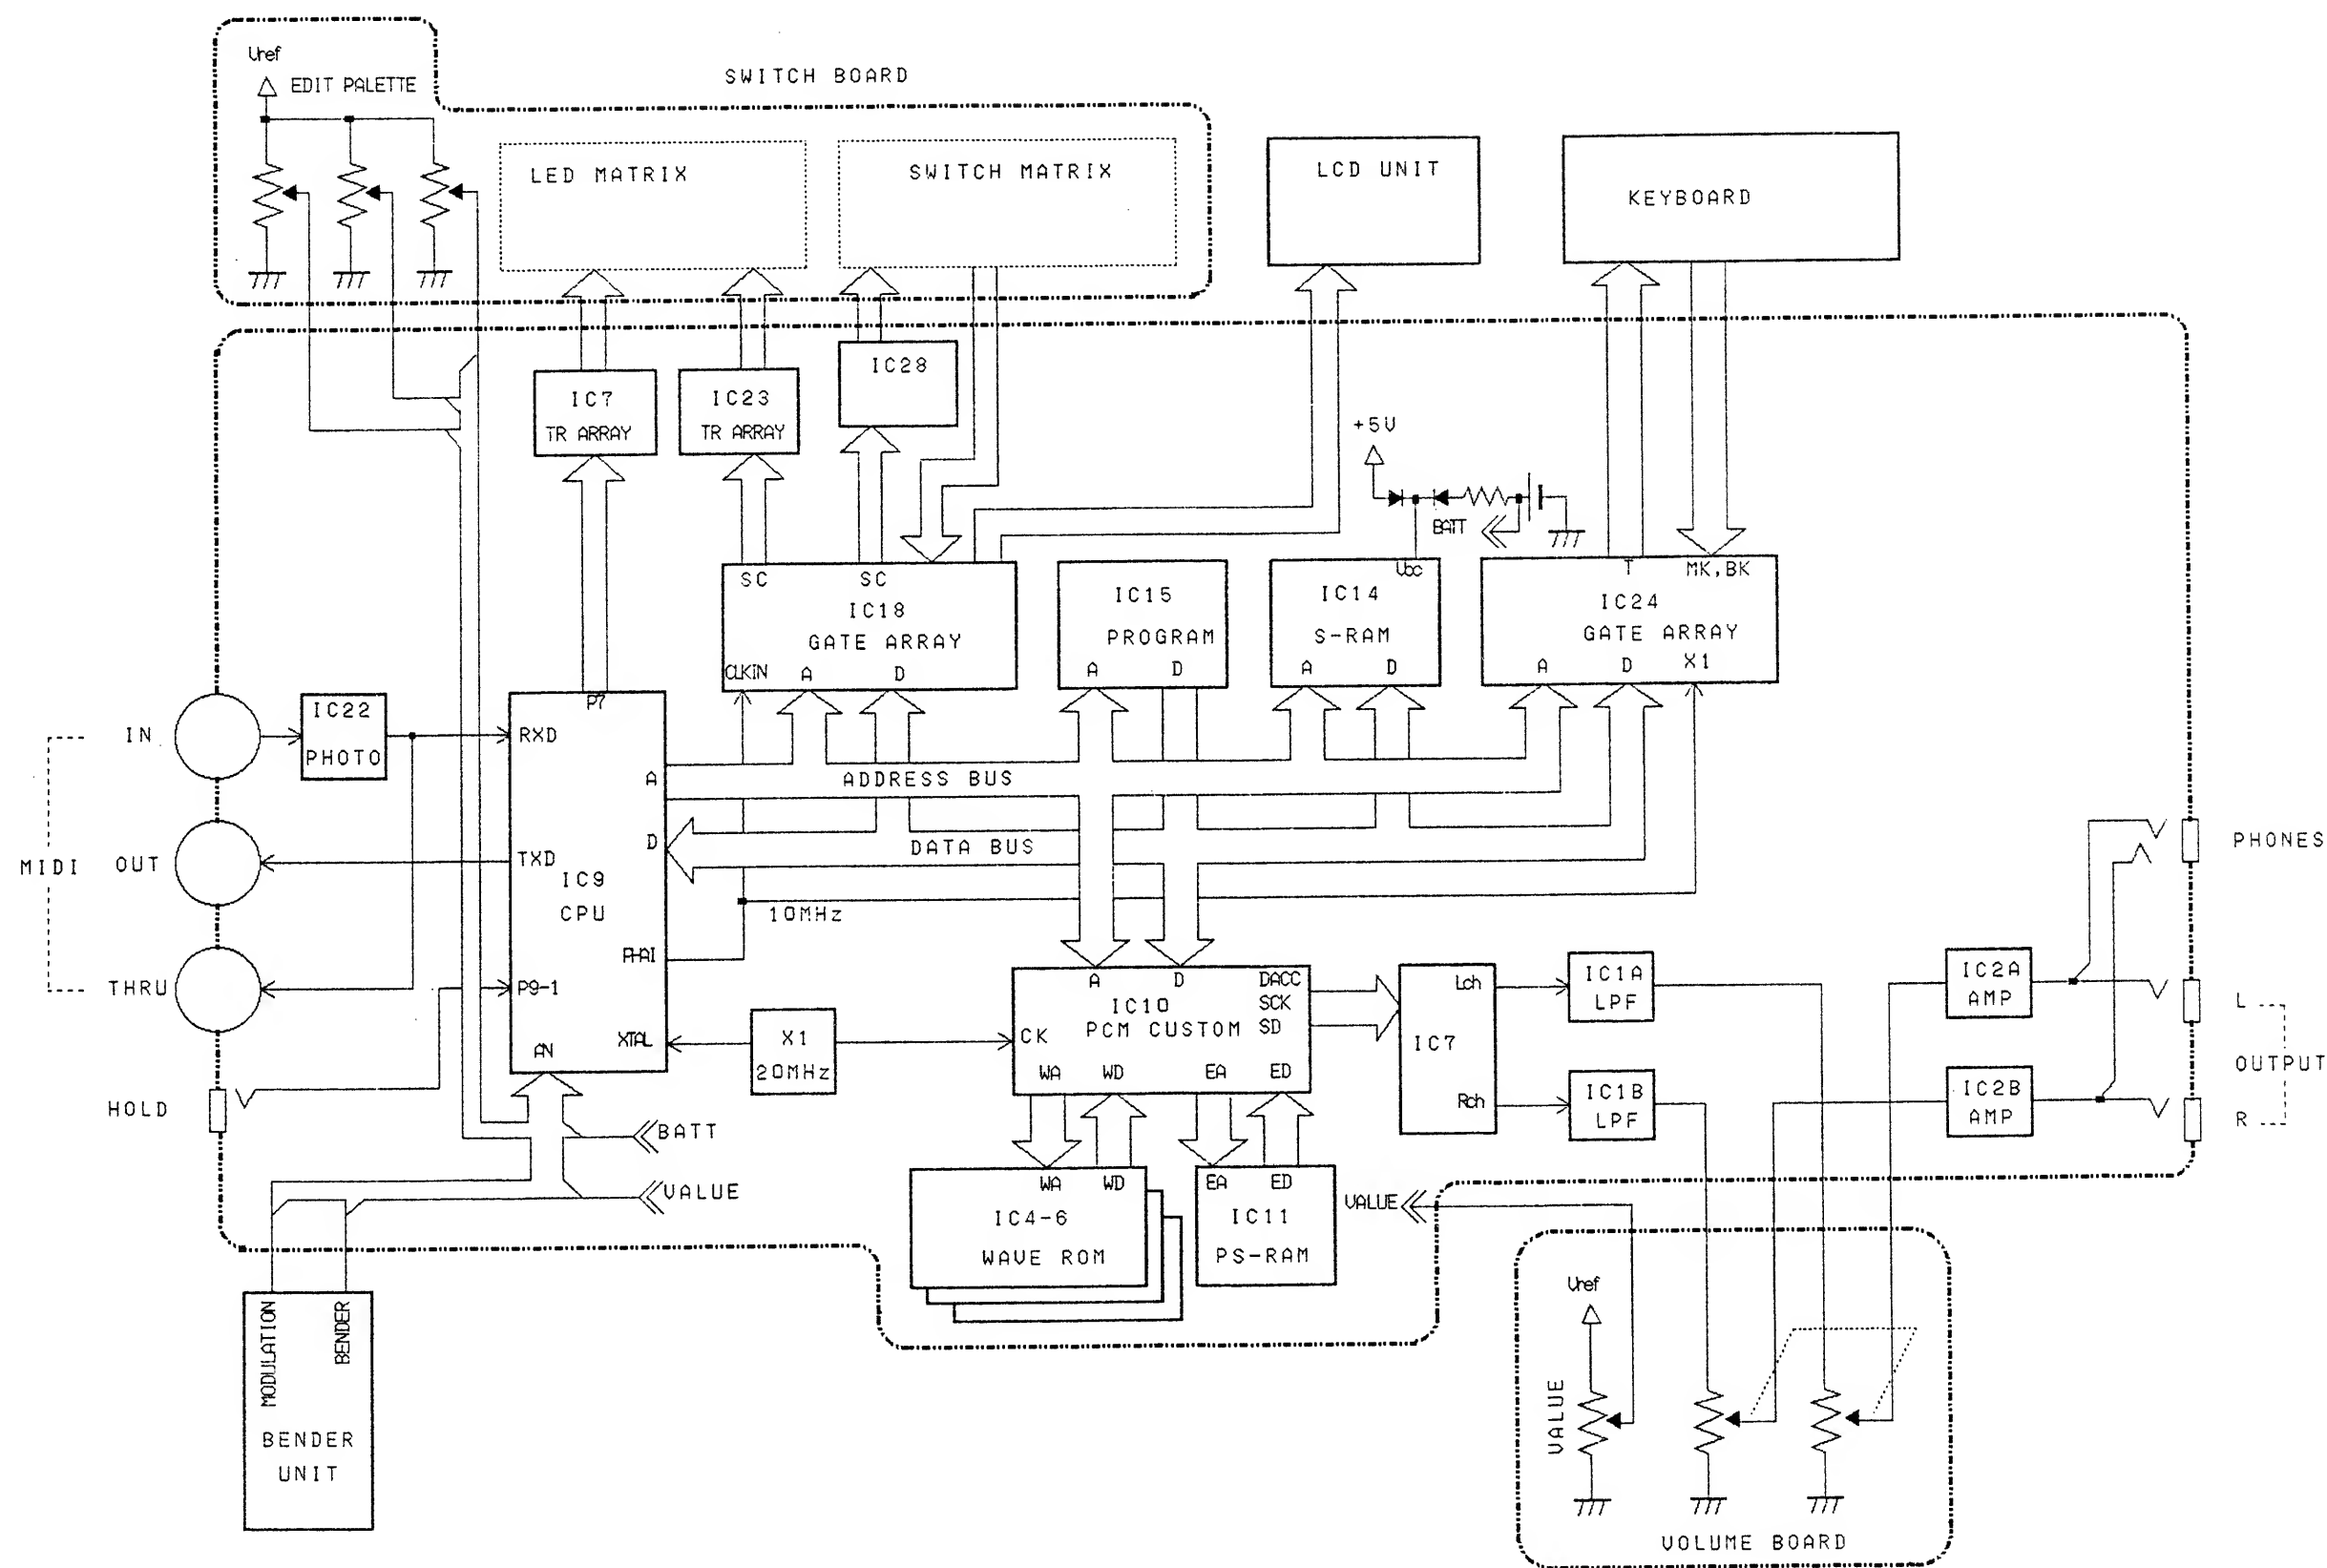 Vref
EDIT PALETTE
SWITCH BOARD
LED MATRIX
SWITCH MATRIX
LCD UNIT
KEYBOARD
IC7
TR ARRAY
IC23
TR ARRAY
IC28
+5V
BATT
SC
SC
IC18
GATE ARRAY
CLKIN
A
D
IC15
PROGRAM
A
D
Vcc
IC14
S-RAM
A
D
T
MK,BK
IC24
GATE ARRAY
A
D
X1
MIDI
IN
OUT
THRU
HOLD
IC22
PHOTO
P7
RXD
A
D
TXD
IC9
CPU
PHAI
P9-1
XTAL
AN
ADDRESS BUS
DATA BUS
10MHz
X1
20MHz
A
D
DACC
SCK
SD
IC10
PCM CUSTOM
CK
WA
WD
EA
ED
Lch
IC7
Rch
IC1A
LPF
IC1B
LPF
IC2A
AMP
IC2B
AMP
PHONES
L
OUTPUT
R
BATT
VALUE
WA
WD
IC4-6
WAVE ROM
EA
ED
IC11
PS-RAM
VALUE
MODULATION
BENDER
BENDER
UNIT
Vref
VALUE
VOLUME BOARD